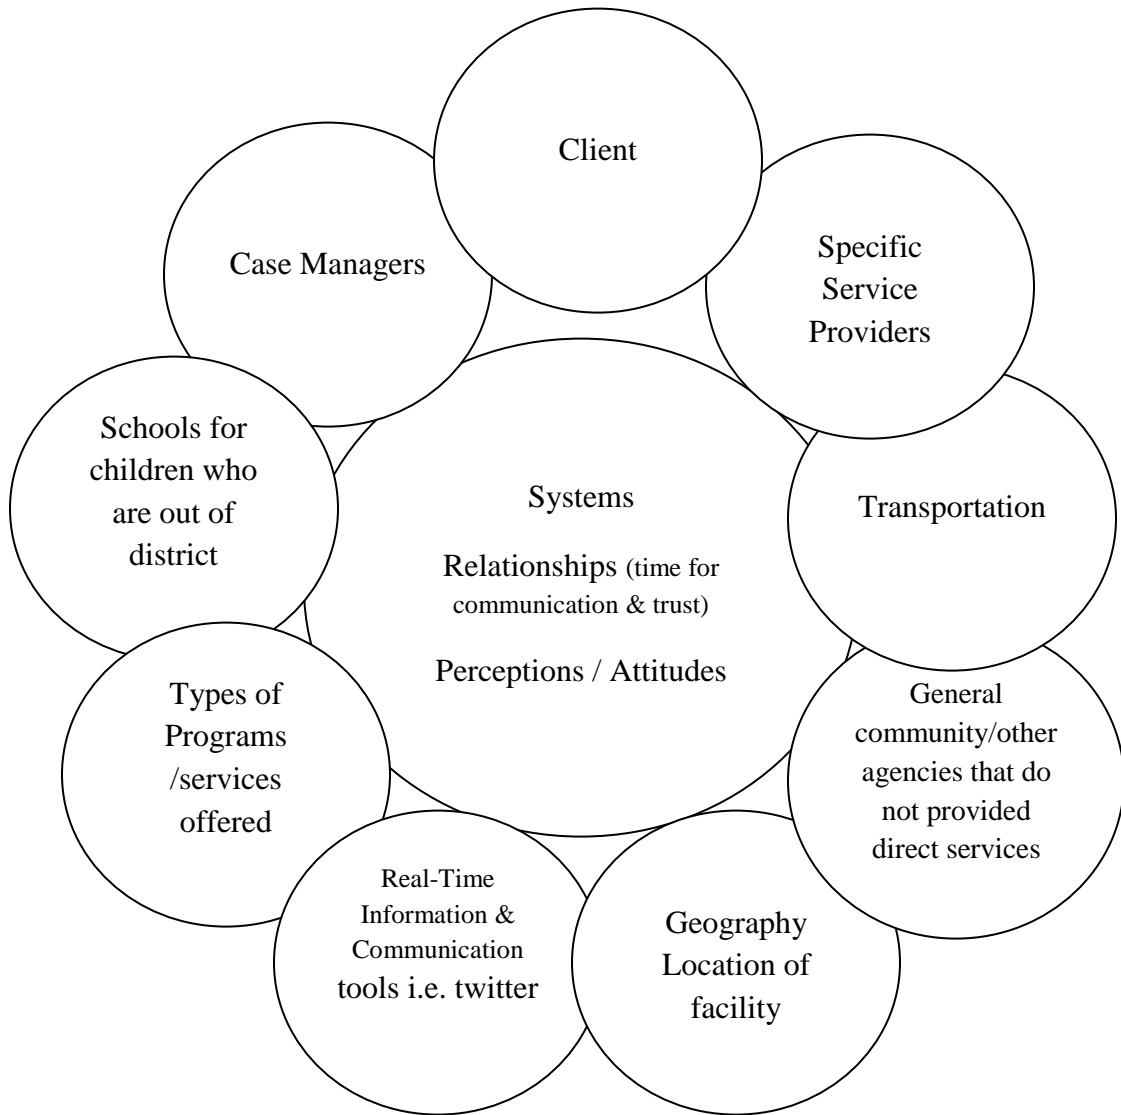 Client
Case Managers
Specific
Service
Providers
Schools for
children who
are out of
district
Systems
Relationships (time for
communication & trust)
Perceptions / Attitudes
Transportation
Types of
Programs
/services
offered
General
community/other
agencies that do
not provided
direct services
Real-Time
Information &
Communication
tools i.e. twitter
Geography
Location of
facility